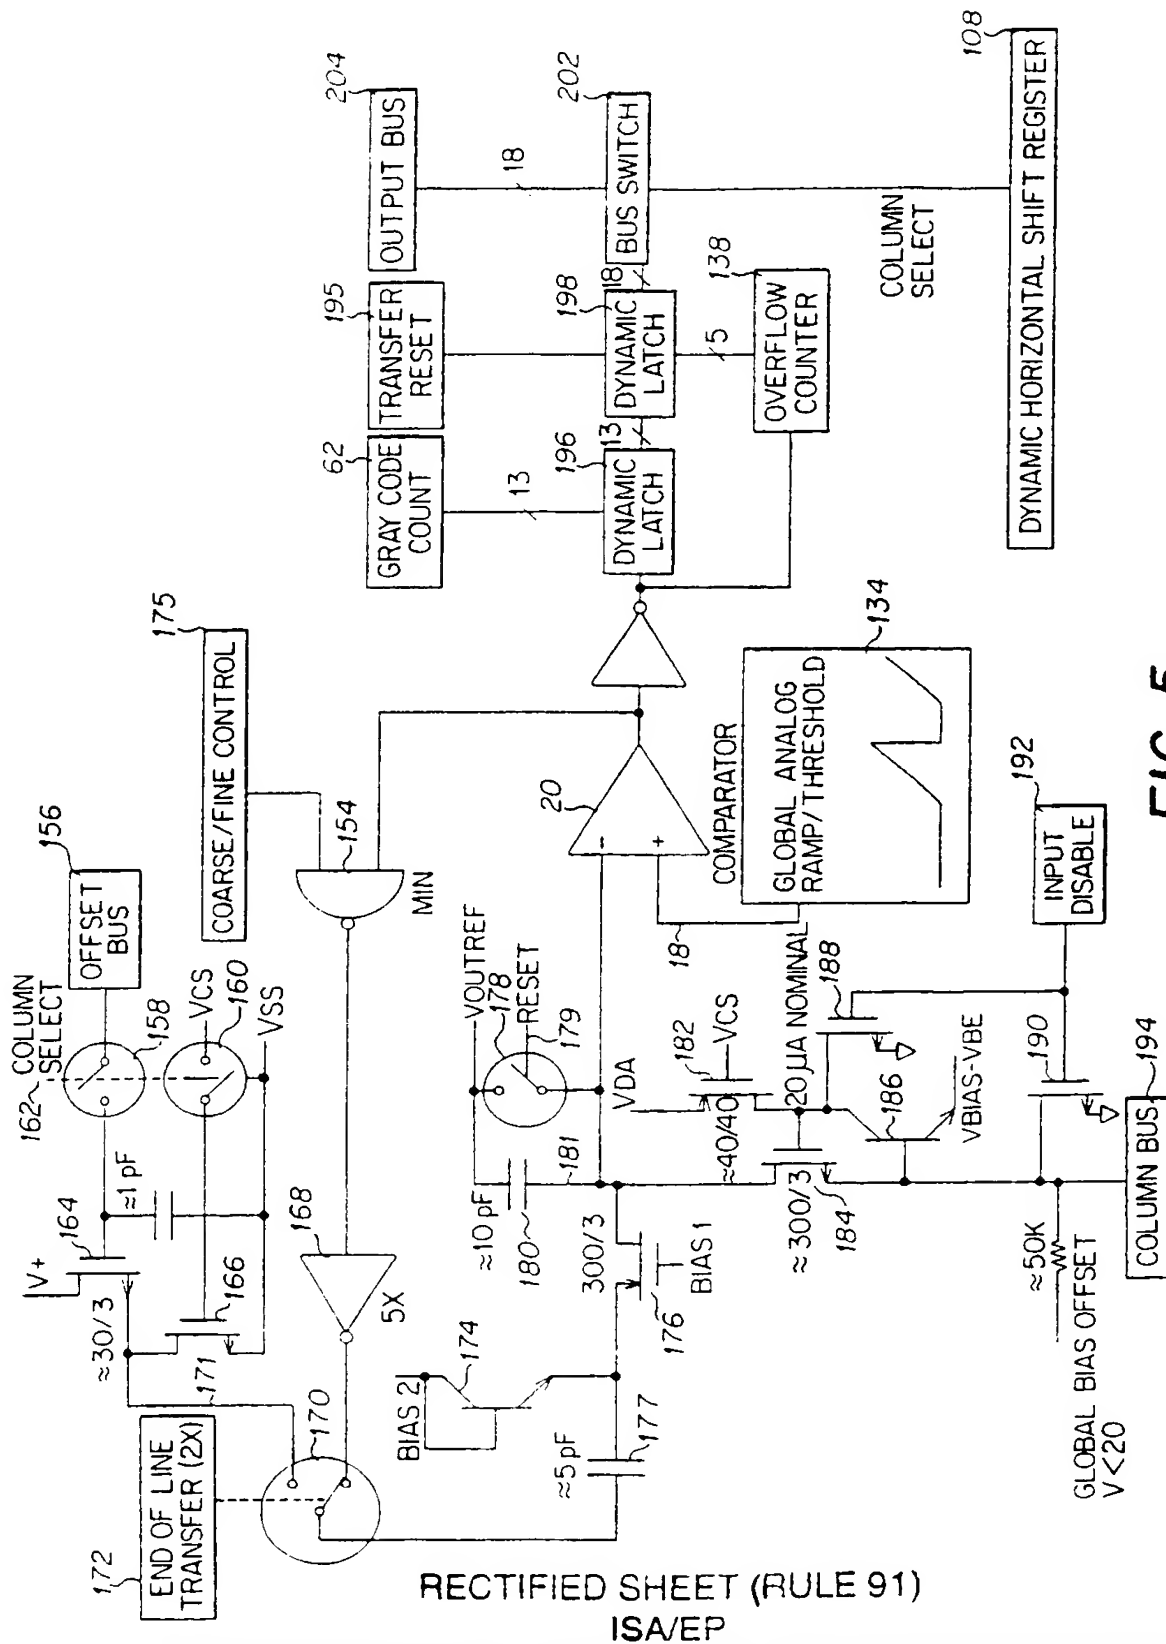 172
END OF LINE
TRANSFER (2X)
170
171
≈30/3
V+
164
166
≈1 pF
162
COLUMN
SELECT
158
156
OFFSET
BUS
VCS
160
VSS
175
COARSE/FINE CONTROL
154
MIN
168
5X
BIAS 2
174
≈5pF
177
≈10pF
180
181
VOUTREF
178
RESET
179
300/3
176
BIAS 1
VDA
182
VCS
≈40/40
20 µA NOMINAL
≈300/3
184
186
188
VBIAS-VBE
190
192
INPUT
DISABLE
≈50K
GLOBAL BIAS OFFSET
V<20
COLUMN BUS
194
20
-
+
18
COMPARATOR
GLOBAL ANALOG
RAMP/THRESHOLD
134
62
GRAY CODE
COUNT
13
196
DYNAMIC
LATCH
13
195
TRANSFER
RESET
198
DYNAMIC
LATCH
18
5
138
OVERFLOW
COUNTER
204
OUTPUT BUS
18
202
BUS SWITCH
COLUMN
SELECT
108
DYNAMIC HORIZONTAL SHIFT REGISTER
RECTIFIED SHEET (RULE 91)
ISA/EP